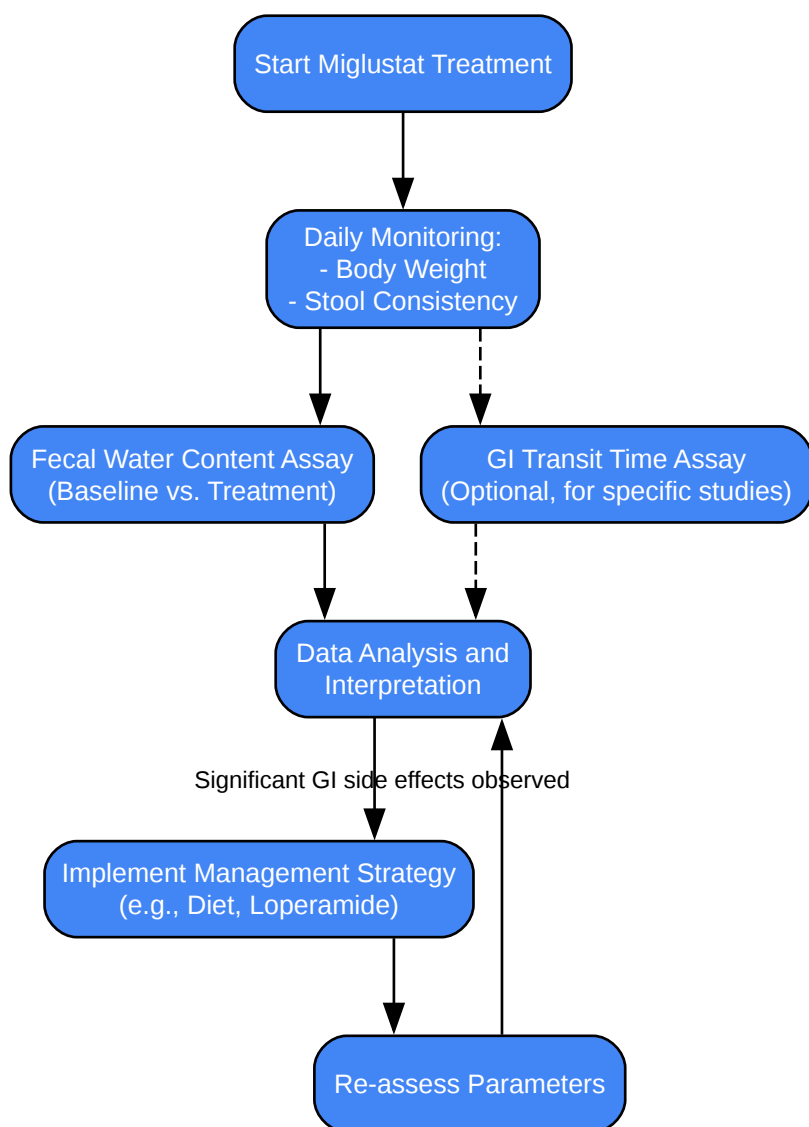 Start Miglustat Treatment
Daily Monitoring:
- Body Weight
- Stool Consistency
Fecal Water Content Assay
(Baseline vs. Treatment)
GI Transit Time Assay
(Optional, for specific studies)
Data Analysis and
Interpretation
Significant GI side effects observed
Implement Management Strategy
(e.g., Diet, Loperamide)
Re-assess Parameters